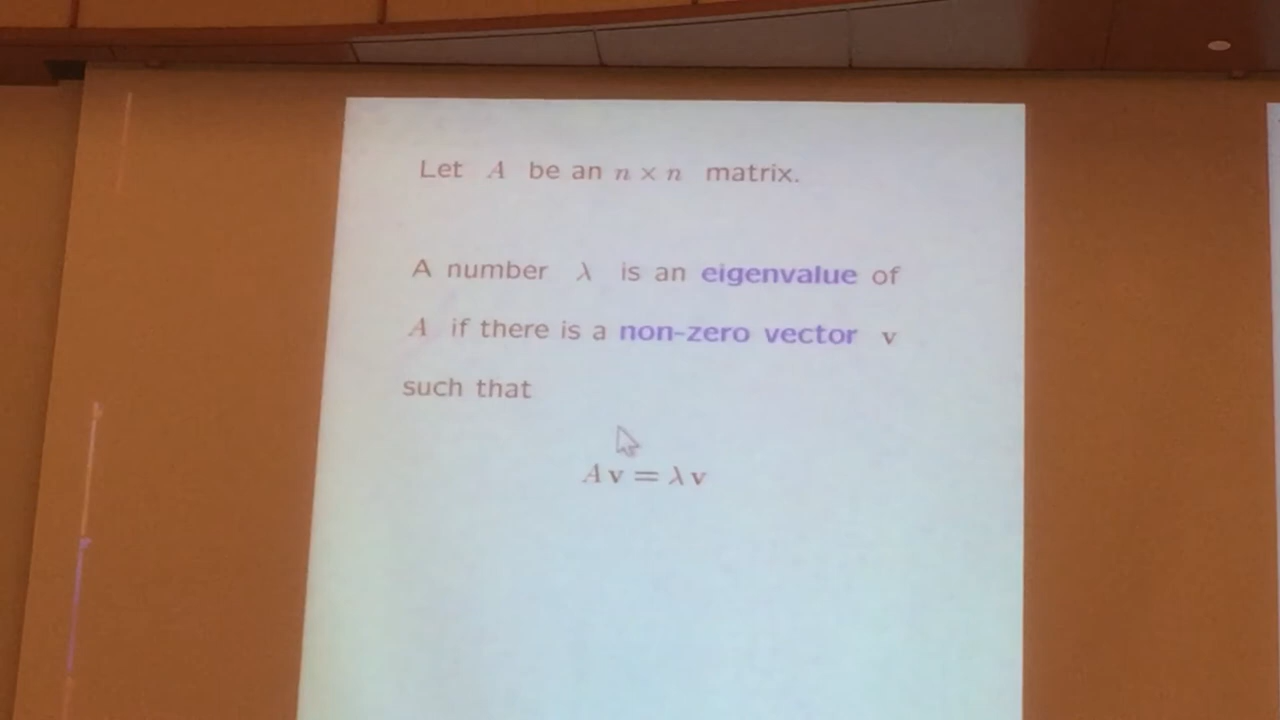 Let A be an n × n matrix.
A number λ is an eigenvalue of
A if there is a non-zero vector v
such that
Av = λv